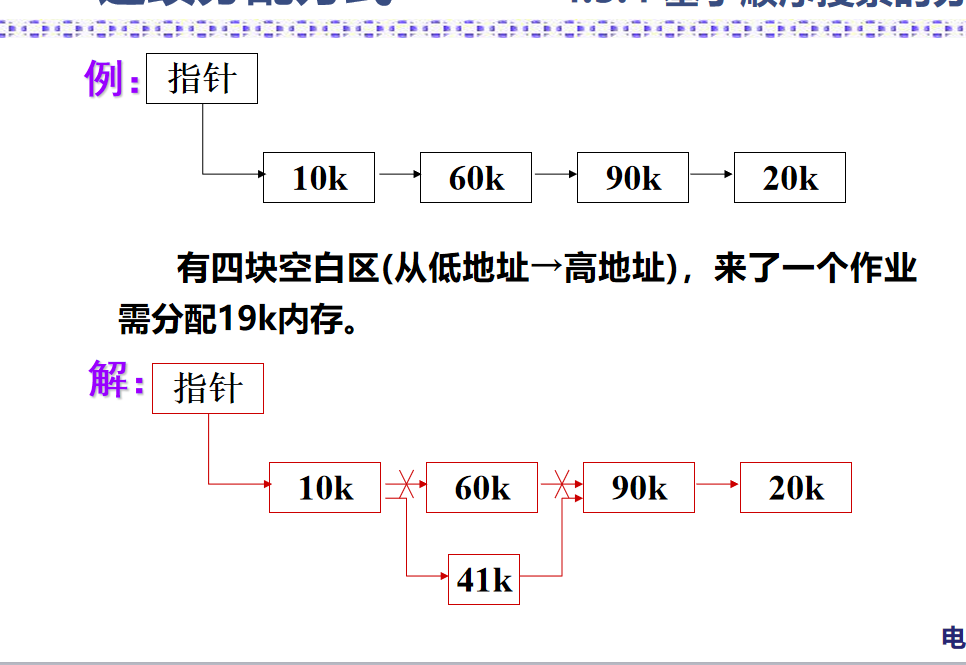 例：
指针
10k
60k
90k
20k
有四块空白区(从低地址→高地址)，来了一个作业
需分配19k内存。
解：
指针
10k
60k
90k
20k
41k
电